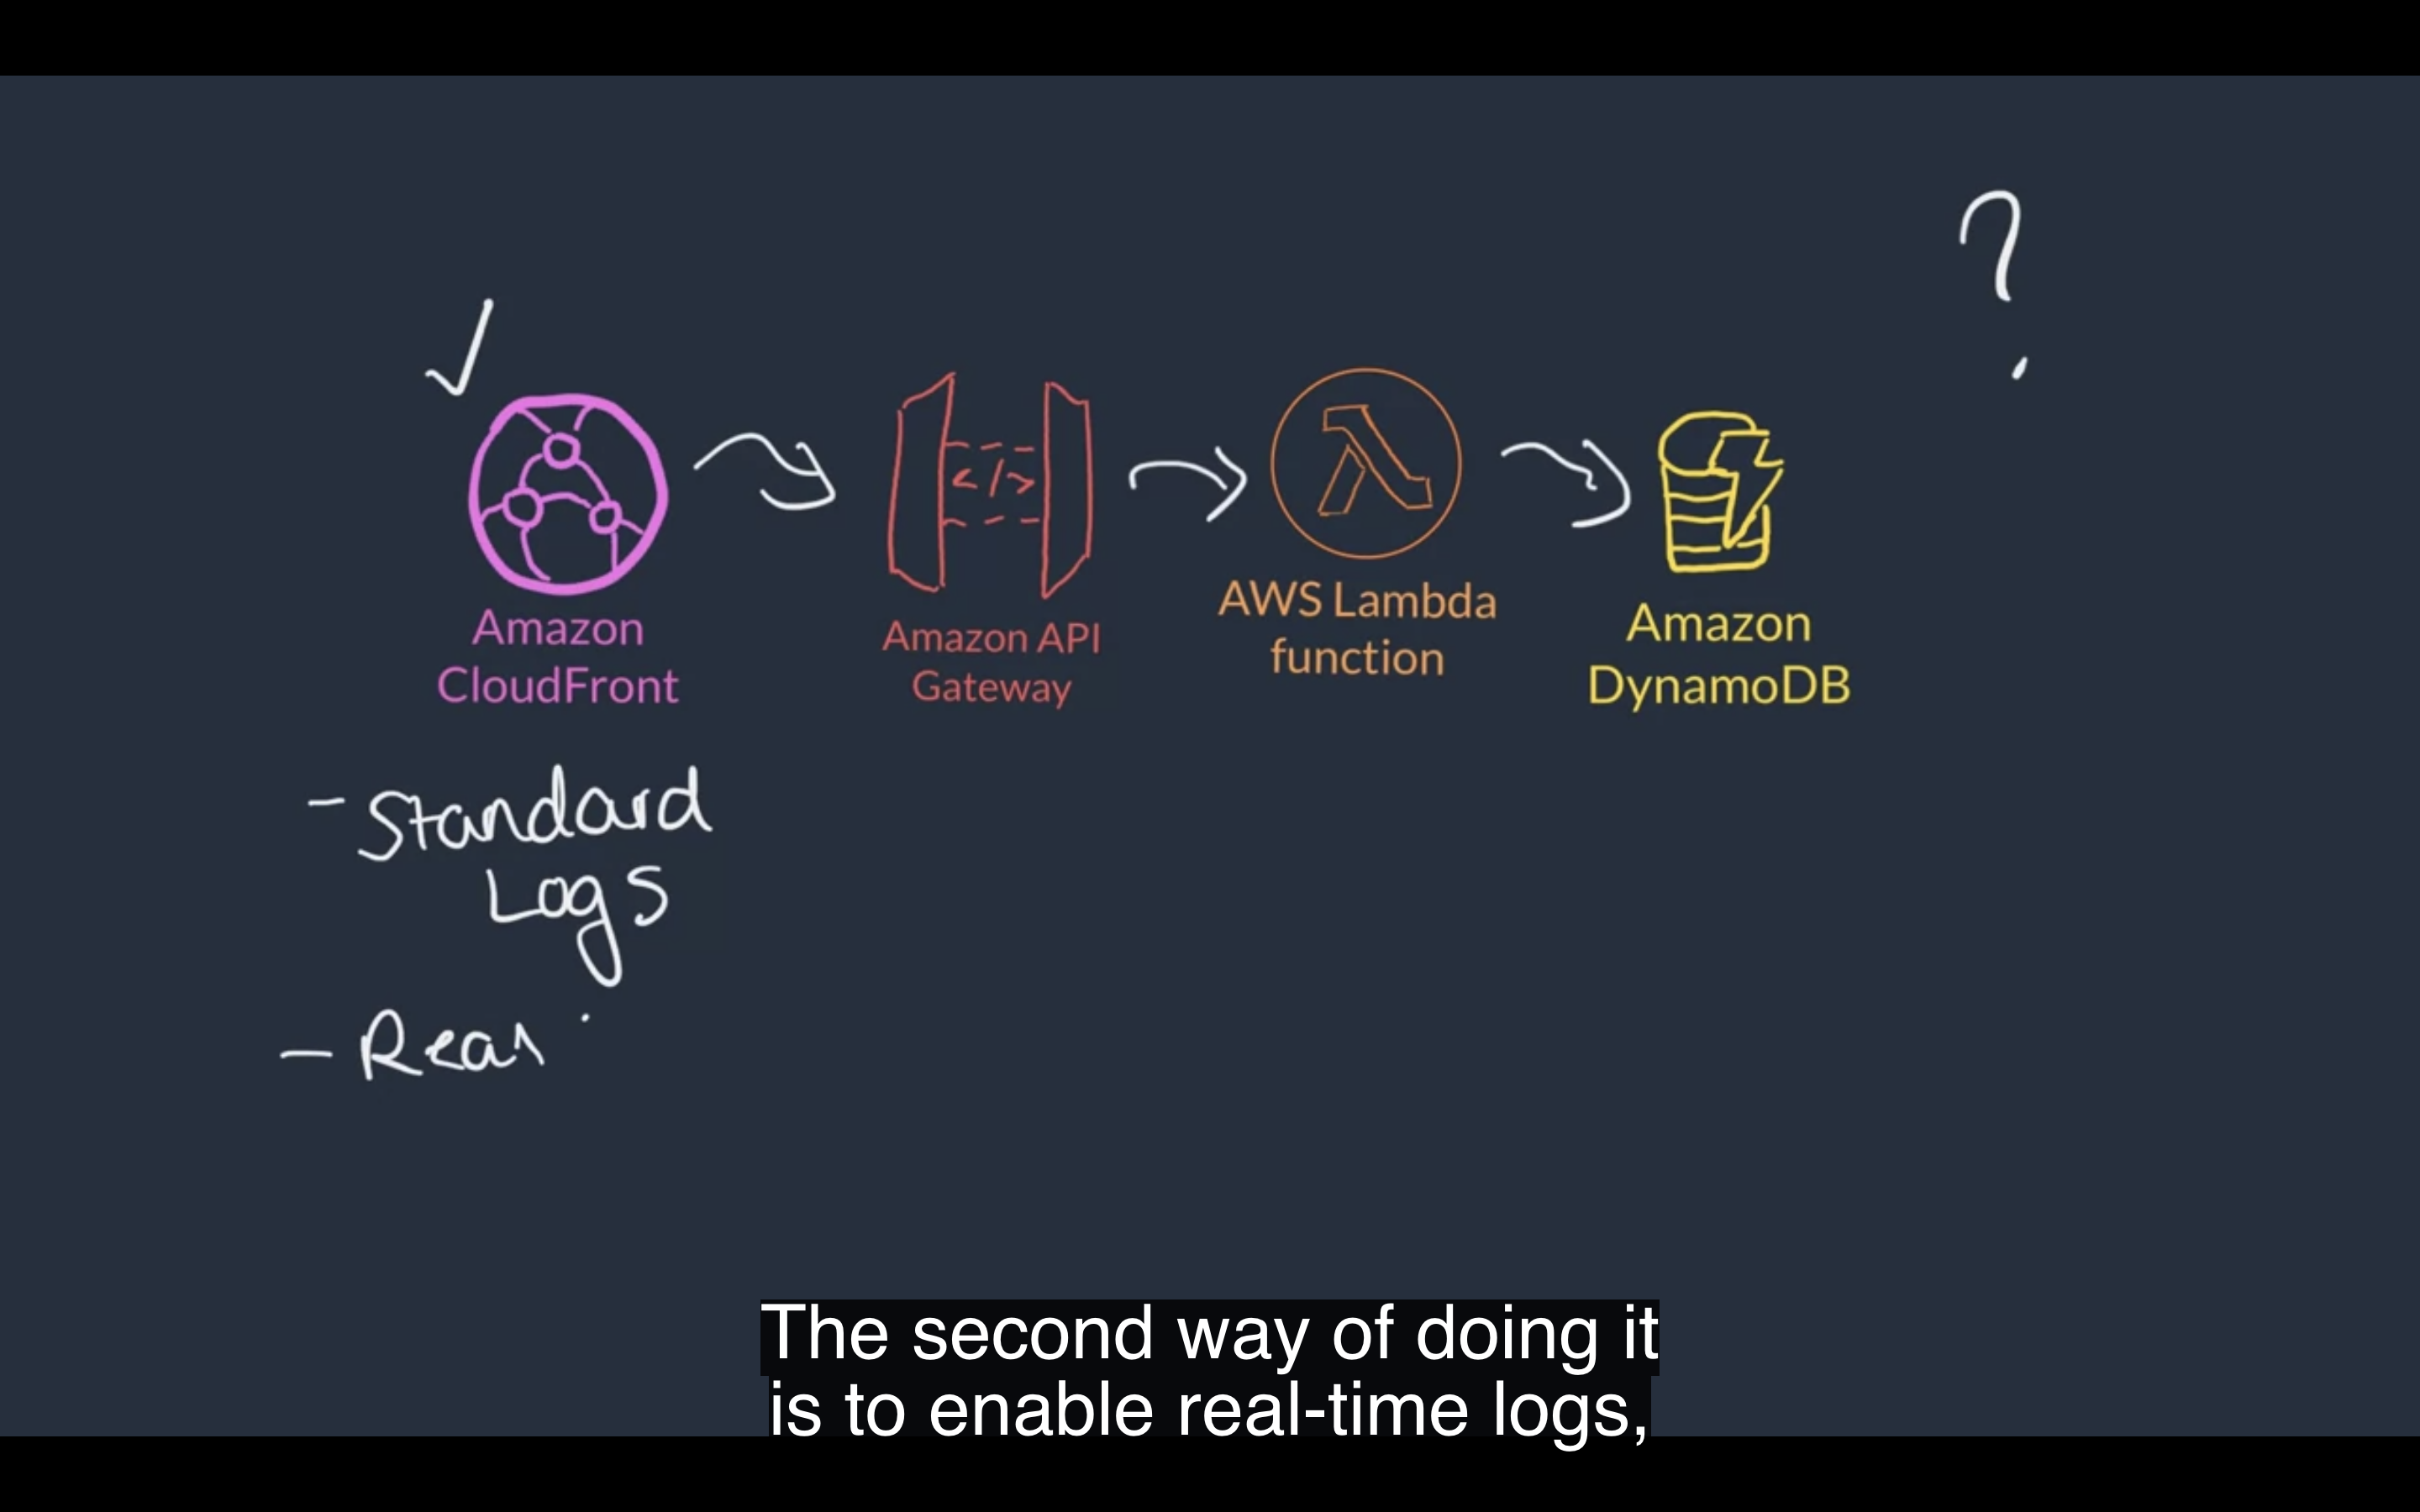 ?
Amazon
CloudFront
</>
Amazon API
Gateway
AWS Lambda
function
Amazon
DynamoDB
- Standard
Logs
- Real
The second way of doing it
is to enable real-time logs,